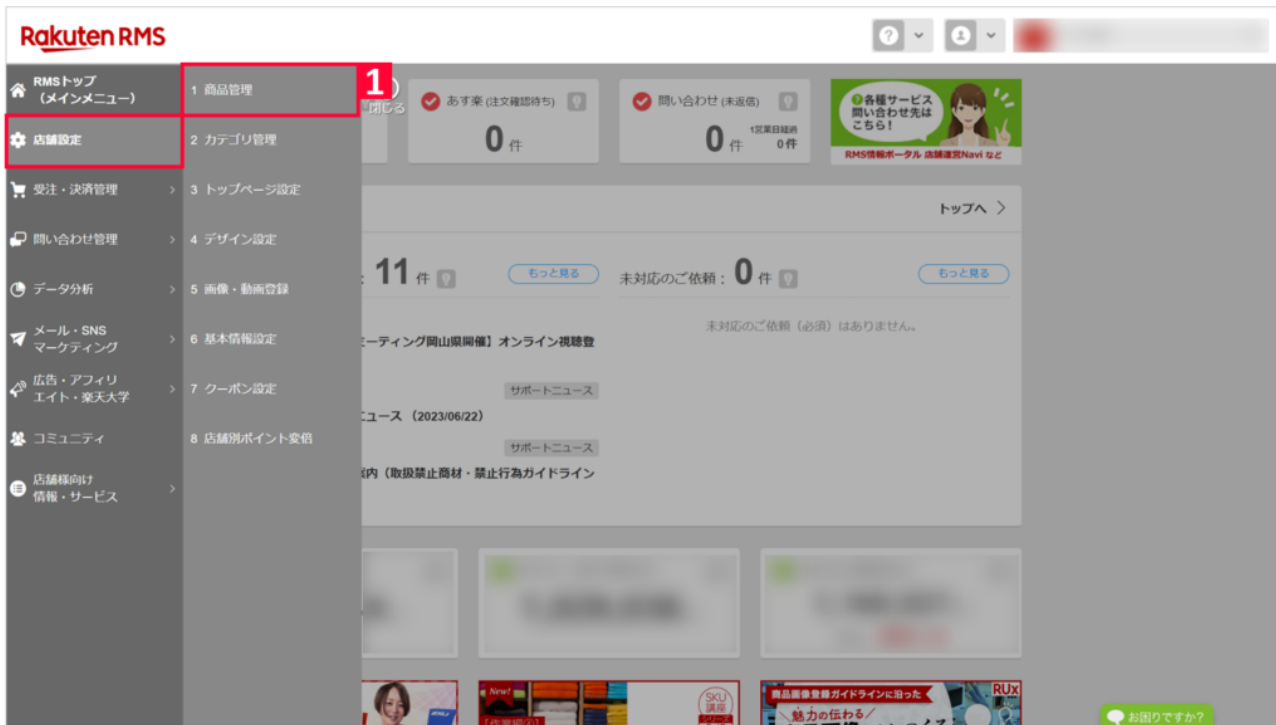 Rakuten RMS
RMSトップ
（メインメニュー）
店舗設定
受注・決済管理
問い合わせ管理
データ分析
メール・SNS
マーケティング
広告・アフィリ
エイト・楽天大学
コミュニティ
店舗様向け
情報・サービス
1 商品管理
1
2 カテゴリ管理
3 トップページ設定
4 デザイン設定
5 画像・動画登録
6 基本情報設定
7 クーポン設定
8 店舗別ポイント変倍
閉じる
あす楽 (注文確認待ち)
0 件
問い合わせ (未返信)
0 件
1営業日経過
0 件
各種サービス
問い合わせ先は
こちら！
RMS情報ポータル 店舗運営Navi など
トップへ
: 11 件
もっと見る
未対応のご依頼： 0 件
もっと見る
未対応のご依頼（必須）はありません。
ミーティング岡山県開催】オンライン視聴登
サポートニュース
ニュース （2023/06/22）
サポートニュース
案内（取扱禁止商材・禁止行為ガイドライン
New!
SKU
講座
シリーズ
商品画像登録ガイドラインに沿った
魅力の伝わる
RUx
お困りですか?